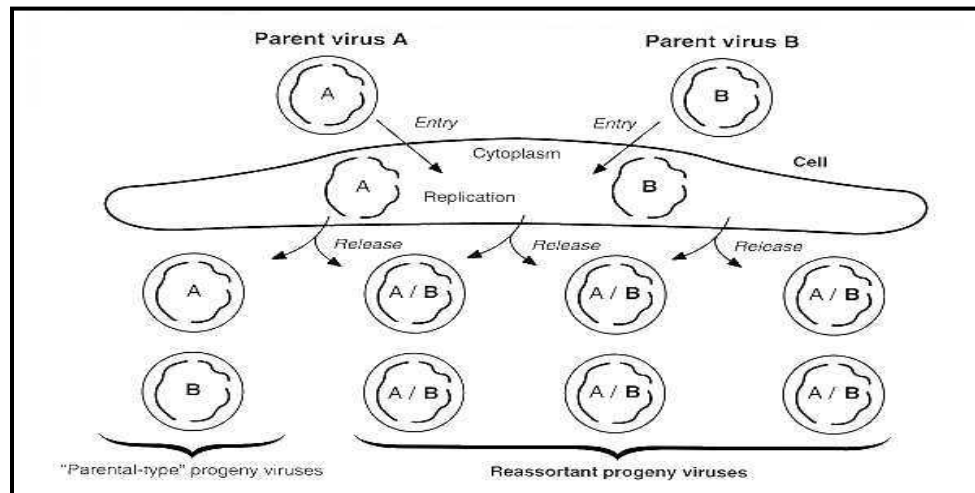 Parent virus A
Parent virus B
A
B
Entry
Entry
Cytoplasm
Cell
A
B
Replication
Release
Release
Release
A
A / B
A / B
A / B
B
A / B
A / B
A / B
"Parental-type" progeny viruses
Reassortant progeny viruses